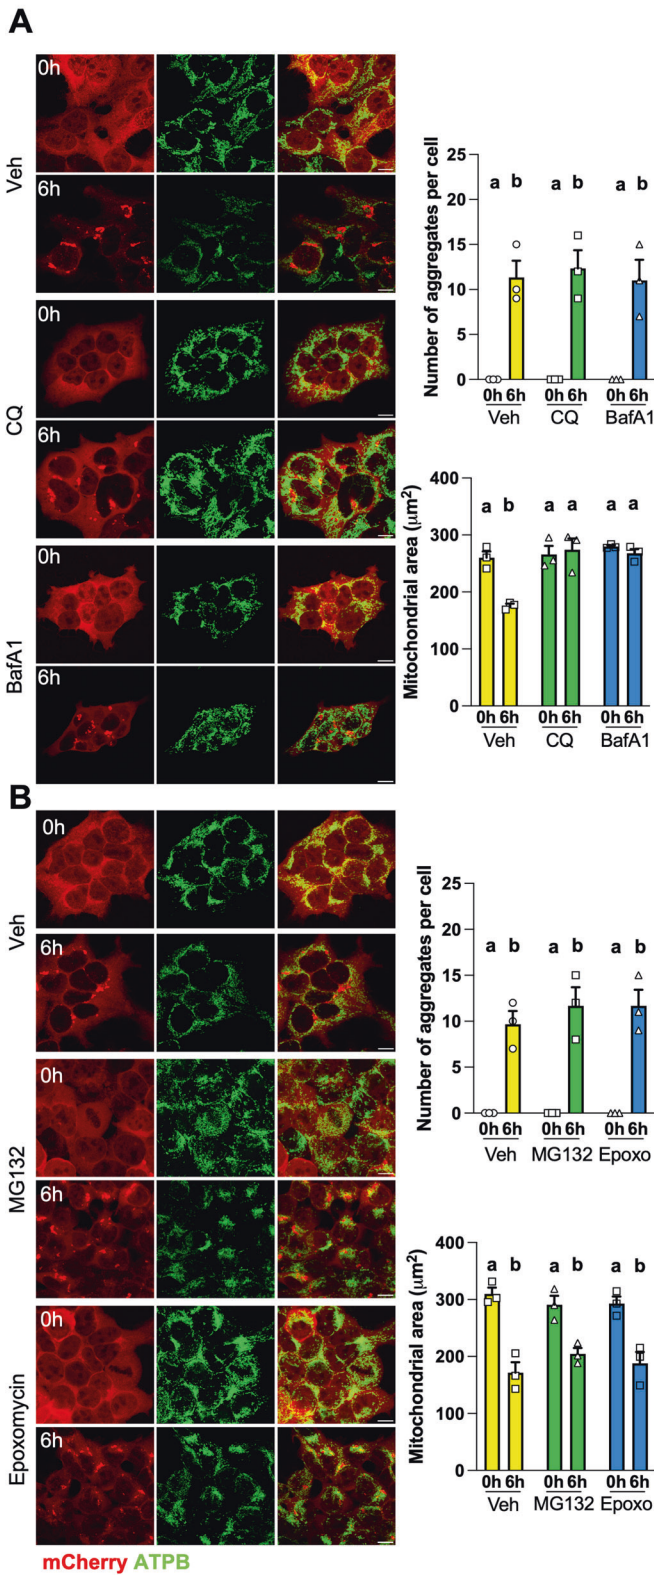 A
Veh
0h
6h
CQ
0h
6h
BafA1
0h
6h
Number of aggregates per cell
25
20
15
10
5
0
a b a b a b
0h 6h 0h 6h 0h 6h
Veh CQ BafA1
Mitochondrial area (μm²)
400
300
200
100
0
a b a a a a
0h 6h 0h 6h 0h 6h
Veh CQ BafA1
B
Veh
0h
6h
MG132
0h
6h
Epoxomycin
0h
6h
mCherry ATPB
Number of aggregates per cell
25
20
15
10
5
0
a b a b a b
0h 6h 0h 6h 0h 6h
Veh MG132 Epoxo
Mitochondrial area (μm²)
400
300
200
100
0
a b a b a b
0h 6h 0h 6h 0h 6h
Veh MG132 Epoxo